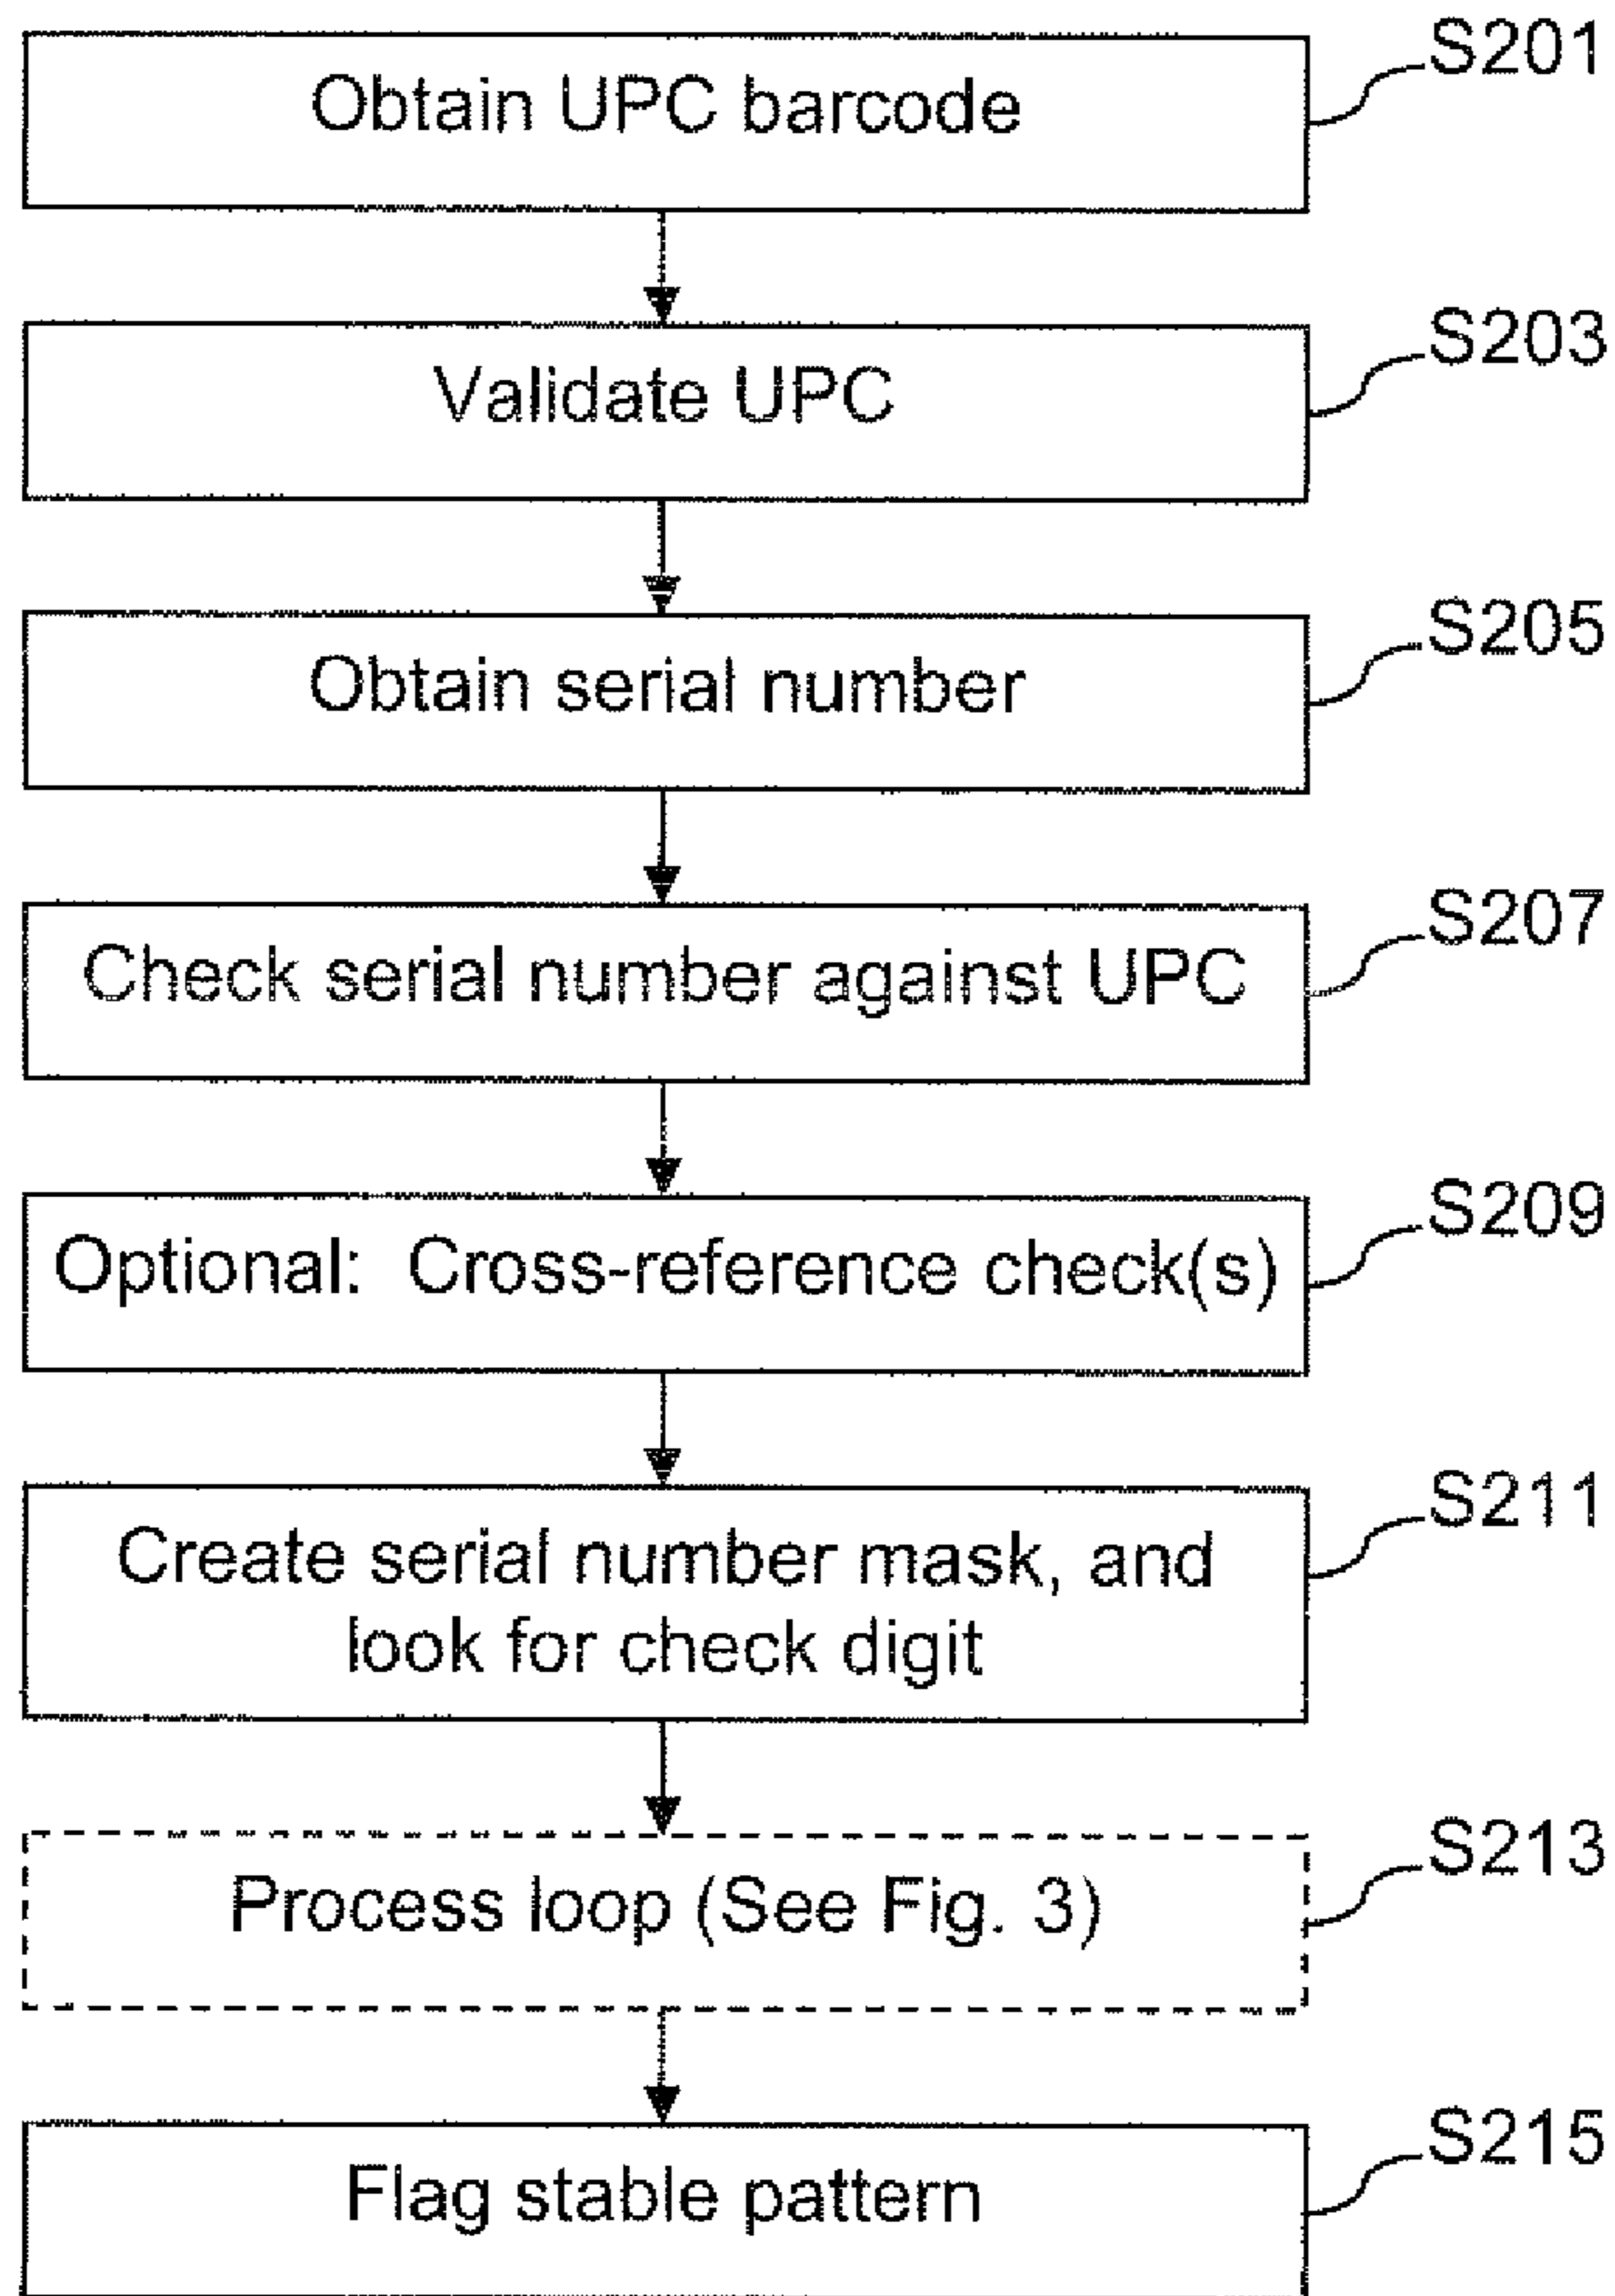 Obtain UPC barcode
S201
Validate UPC
S203
Obtain serial number
S205
Check serial number against UPC
S207
Optional: Cross-reference check(s)
S209
Create serial number mask, and
look for check digit
S211
Process loop (See Fig. 3)
S213
Flag stable pattern
S215